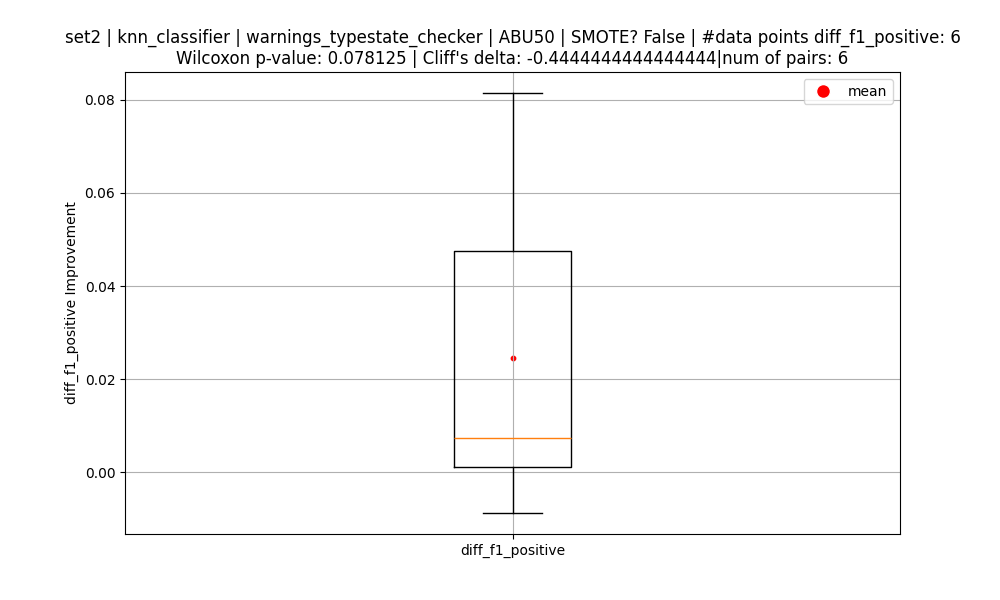 set2 | knn_classifier | warnings_typestate_checker | ABU50 | SMOTE? False | #data points diff_f1_positive: 6
Wilcoxon p-value: 0.078125 | Cliff's delta: -0.4444444444444444|num of pairs: 6
mean
0.08
0.06
0.04
0.02
0.00
diff_f1_positive Improvement
diff_f1_positive